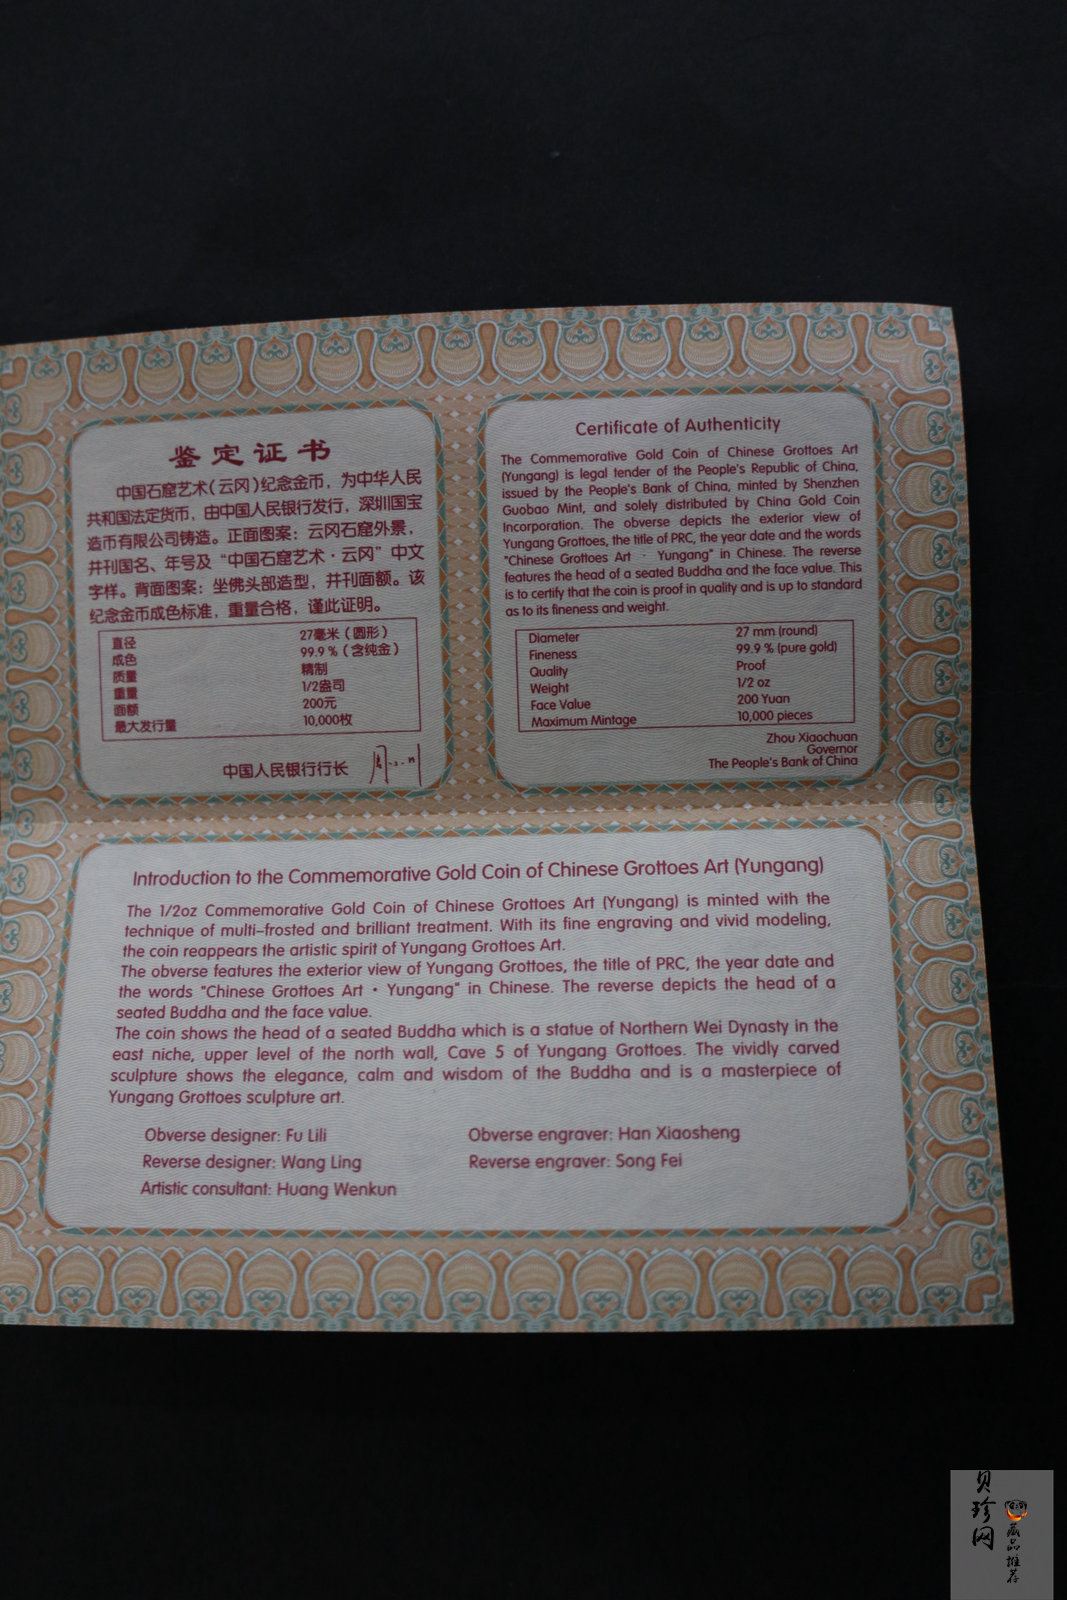 鉴定证书
中国石窟艺术(云冈)纪念金币，为中华人民
共和国法定货币，由中国人民银行发行，深圳国宝
造币有限公司铸造。正面图案：云冈石窟外景，
并刊国名、年号及“中国石窟艺术·云冈”中文
字样。背面图案：坐佛头部造型，并刊面额。该
纪念金币成色标准，重量合格，谨此证明。
直径 27毫米（圆形）
成色 99.9％（含纯金）
质量 精制
重量 1/2盎司
面额 200元
最大发行量 10,000枚
中国人民银行行长
Certificate of Authenticity
The Commemorative Gold Coin of Chinese Grottoes Art
(Yungang) is legal tender of the People's Republic of China,
issued by the People's Bank of China, minted by Shenzhen
Guobao Mint, and solely distributed by China Gold Coin
Incorporation. The obverse depicts the exterior view of
Yungang Grottoes, the title of PRC, the year date and the words
"Chinese Grottoes Art · Yungang" in Chinese. The reverse
features the head of a seated Buddha and the face value. This
is to certify that the coin is proof in quality and is up to standard
as to its fineness and weight.
Diameter 27 mm (round)
Fineness 99.9 % (pure gold)
Quality Proof
Weight 1/2 oz
Face Value 200 Yuan
Maximum Mintage 10,000 pieces
Zhou Xiaochuan
Governor
The People's Bank of China
Introduction to the Commemorative Gold Coin of Chinese Grottoes Art (Yungang)
The 1/2oz Commemorative Gold Coin of Chinese Grottoes Art (Yungang) is minted with the
technique of multi–frosted and brilliant treatment. With its fine engraving and vivid modeling,
the coin reappears the artistic spirit of Yungang Grottoes Art.
The obverse features the exterior view of Yungang Grottoes, the title of PRC, the year date and
the words "Chinese Grottoes Art • Yungang" in Chinese. The reverse depicts the head of a
seated Buddha and the face value.
The coin shows the head of a seated Buddha which is a statue of Northern Wei Dynasty in the
east niche, upper level of the north wall, Cave 5 of Yungang Grottoes. The vividly carved
sculpture shows the elegance, calm and wisdom of the Buddha and is a masterpiece of
Yungang Grottoes sculpture art.
Obverse designer: Fu Lili Obverse engraver: Han Xiaosheng
Reverse designer: Wang Ling Reverse engraver: Song Fei
Artistic consultant: Huang Wenkun
贝珍网
藏品推荐